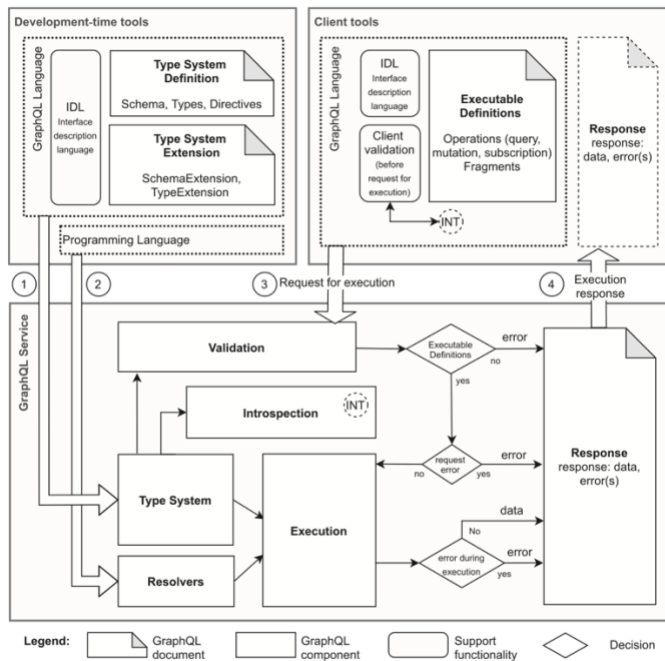 Development-time tools
GraphQL Language
IDL
Interface
description
language
Type System
Definition
Schema, Types, Directives
Type System
Extension
SchemaExtension,
TypeExtension
Programming Language
Client tools
GraphQL Language
IDL
Interface
description
language
Client
validation
(before
request for
execution)
INT
Executable
Definitions
Operations (query,
mutation, subscription)
Fragments
Response
response:
data, error(s)
1
2
3
Request for execution
4
Execution
response
GraphQL Service
Validation
Executable
Definitions
error
no
yes
Introspection
INT
request
error
no
yes
error
Type System
Execution
Resolvers
data
No
error during
execution
error
yes
Response
response: data,
error(s)
Legend:
GraphQL
document
GraphQL
component
Support
functionality
Decision